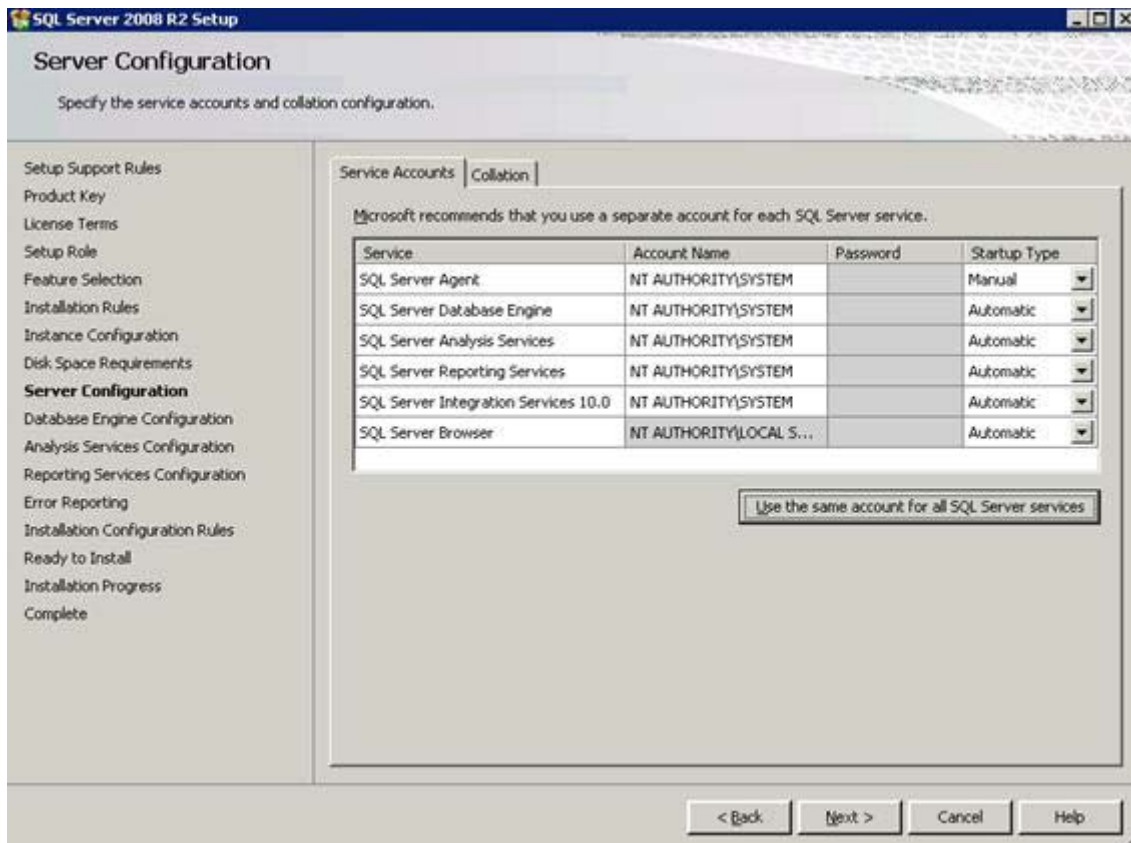 SQL Server 2008 R2 Setup
Server Configuration
Specify the service accounts and collation configuration.
Setup Support Rules
Product Key
License Terms
Setup Role
Feature Selection
Installation Rules
Instance Configuration
Disk Space Requirements
Server Configuration
Database Engine Configuration
Analysis Services Configuration
Reporting Services Configuration
Error Reporting
Installation Configuration Rules
Ready to Install
Installation Progress
Complete
Service Accounts Collation
Microsoft recommends that you use a separate account for each SQL Server service.
Service Account Name Password Startup Type
SQL Server Agent NT AUTHORITY\SYSTEM Manual
SQL Server Database Engine NT AUTHORITY\SYSTEM Automatic
SQL Server Analysis Services NT AUTHORITY\SYSTEM Automatic
SQL Server Reporting Services NT AUTHORITY\SYSTEM Automatic
SQL Server Integration Services 10.0 NT AUTHORITY\SYSTEM Automatic
SQL Server Browser NT AUTHORITY\LOCAL S... Automatic
Use the same account for all SQL Server services
< Back Next > Cancel Help